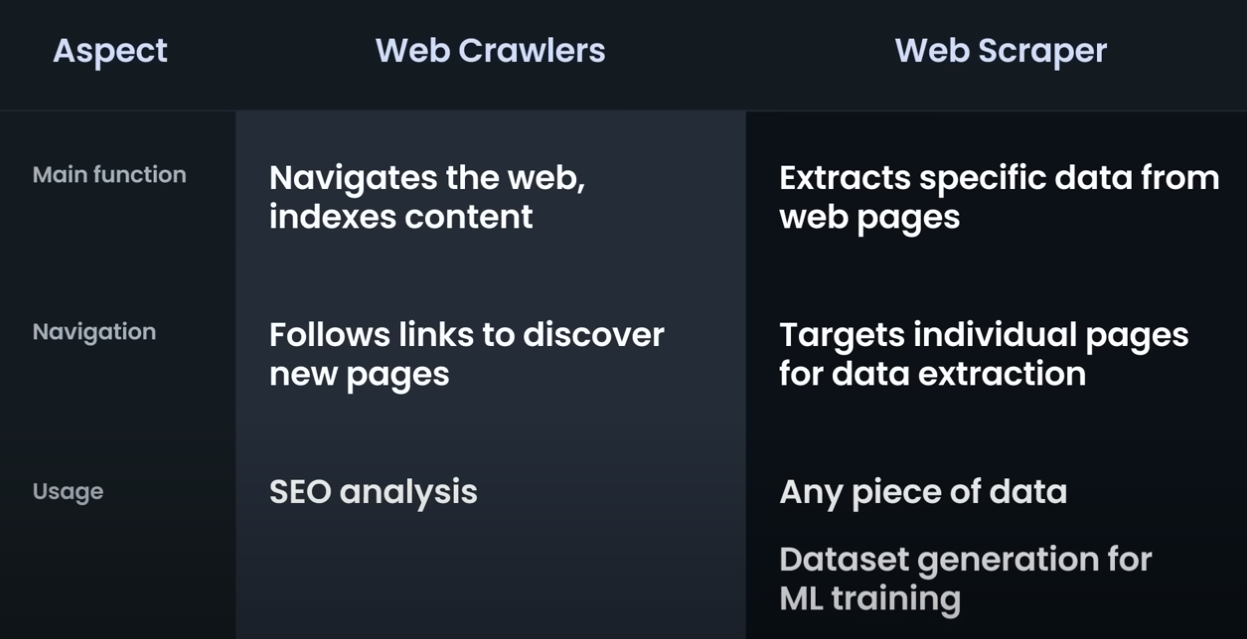 Aspect
Web Crawlers
Web Scraper
Main function
Navigates the web,
indexes content
Extracts specific data from
web pages
Navigation
Follows links to discover
new pages
Targets individual pages
for data extraction
Usage
SEO analysis
Any piece of data
Dataset generation for
ML training